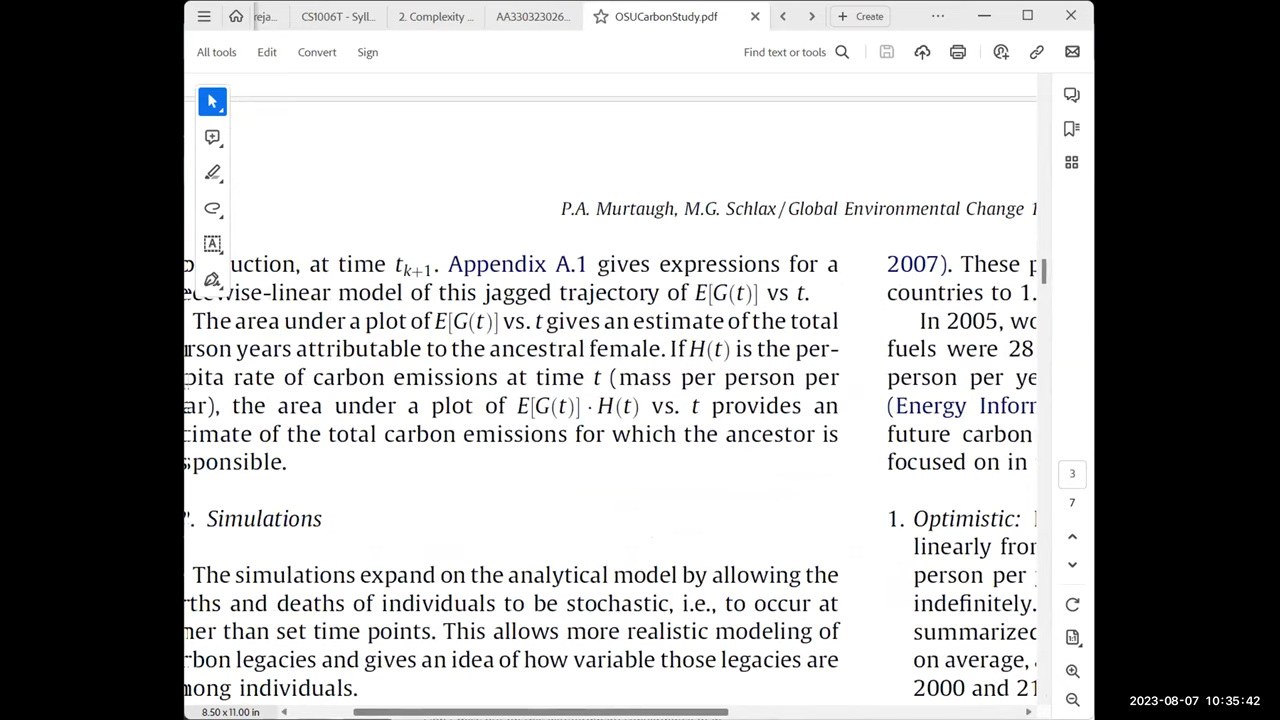 reja...
CS1006T - Syll...
2. Complexity ...
AA330323026...
OSUCarbonStudy.pdf
Create
All tools
Edit
Convert
Sign
Find text or tools
P.A. Murtaugh, M.G. Schlax / Global Environmental Change 1
uction, at time tk+1. Appendix A.1 gives expressions for a
ecewise-linear model of this jagged trajectory of E[G(t)] vs t.
The area under a plot of E[G(t)] vs. t gives an estimate of the total
rson years attributable to the ancestral female. If H(t) is the per-
pita rate of carbon emissions at time t (mass per person per
ar), the area under a plot of E[G(t)] · H(t) vs. t provides an
timate of the total carbon emissions for which the ancestor is
sponsible.
. Simulations
The simulations expand on the analytical model by allowing the
rths and deaths of individuals to be stochastic, i.e., to occur at
her than set time points. This allows more realistic modeling of
rbon legacies and gives an idea of how variable those legacies are
nong individuals.
2007). These p
countries to 1.
In 2005, wo
fuels were 28
person per ye
(Energy Inforr
future carbon
focused on in
1. Optimistic:
linearly fror
person per
indefinitely.
summarized
on average,
2000 and 21
3
7
8.50 x 11.00 in
2023-08-07 10:35:42